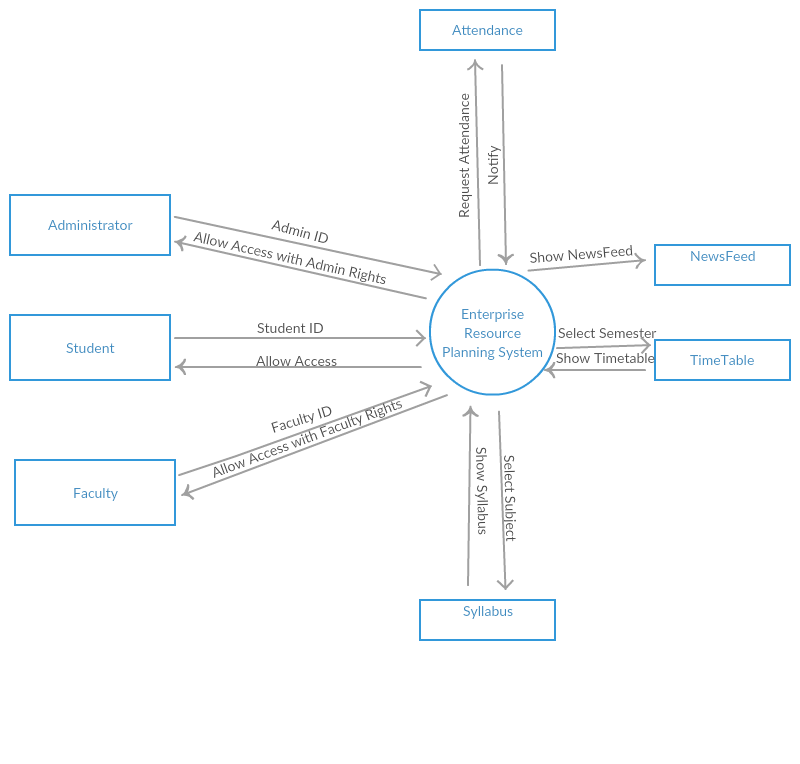 Attendance
Request Attendance
Notify
Administrator
Admin ID
Allow Access with Admin Rights
Show NewsFeed
NewsFeed
Enterprise
Resource
Planning System
Student ID
Student
Allow Access
Select Semester
Show Timetable
TimeTable
Faculty ID
Allow Access with Faculty Rights
Faculty
Show Syllabus
Select Subject
Syllabus